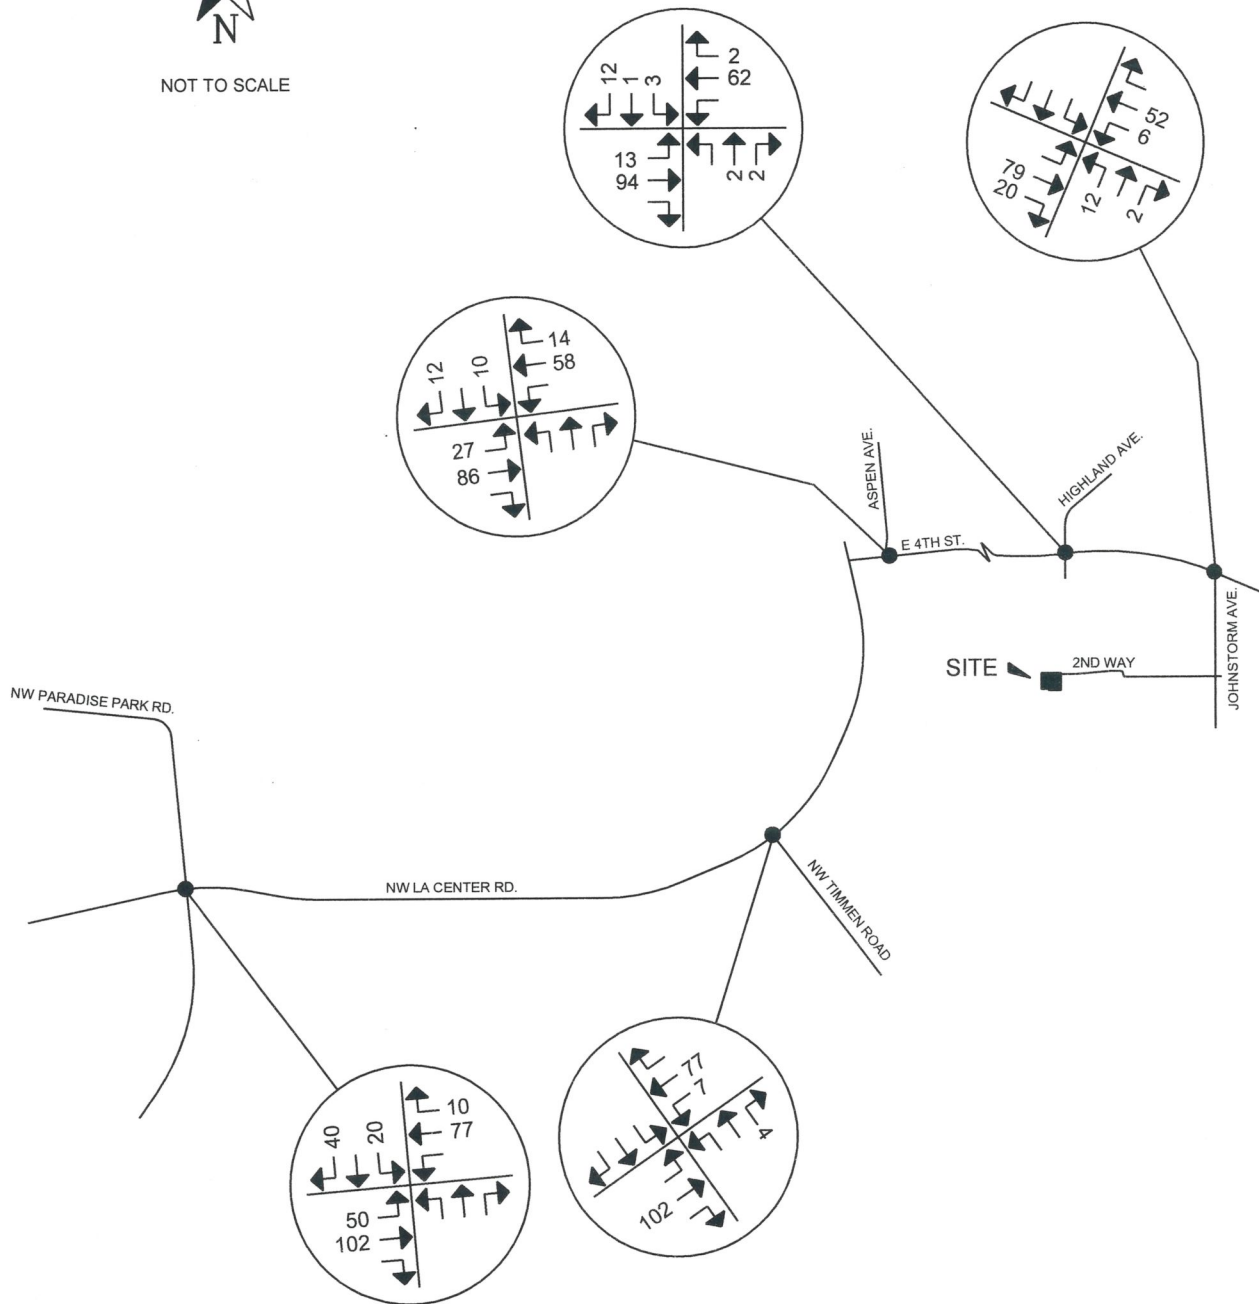 N
NOT TO SCALE
12 1 3
2
62
13
94
2 2
52
6
79
20
12
2
12 10
14
58
27
86
ASPEN AVE.
HIGHLAND AVE.
E 4TH ST.
SITE
2ND WAY
JOHNSTORM AVE.
NW PARADISE PARK RD.
NW LA CENTER RD.
NW TIMMEN ROAD
40 20
10
77
50
102
77
7
4
102